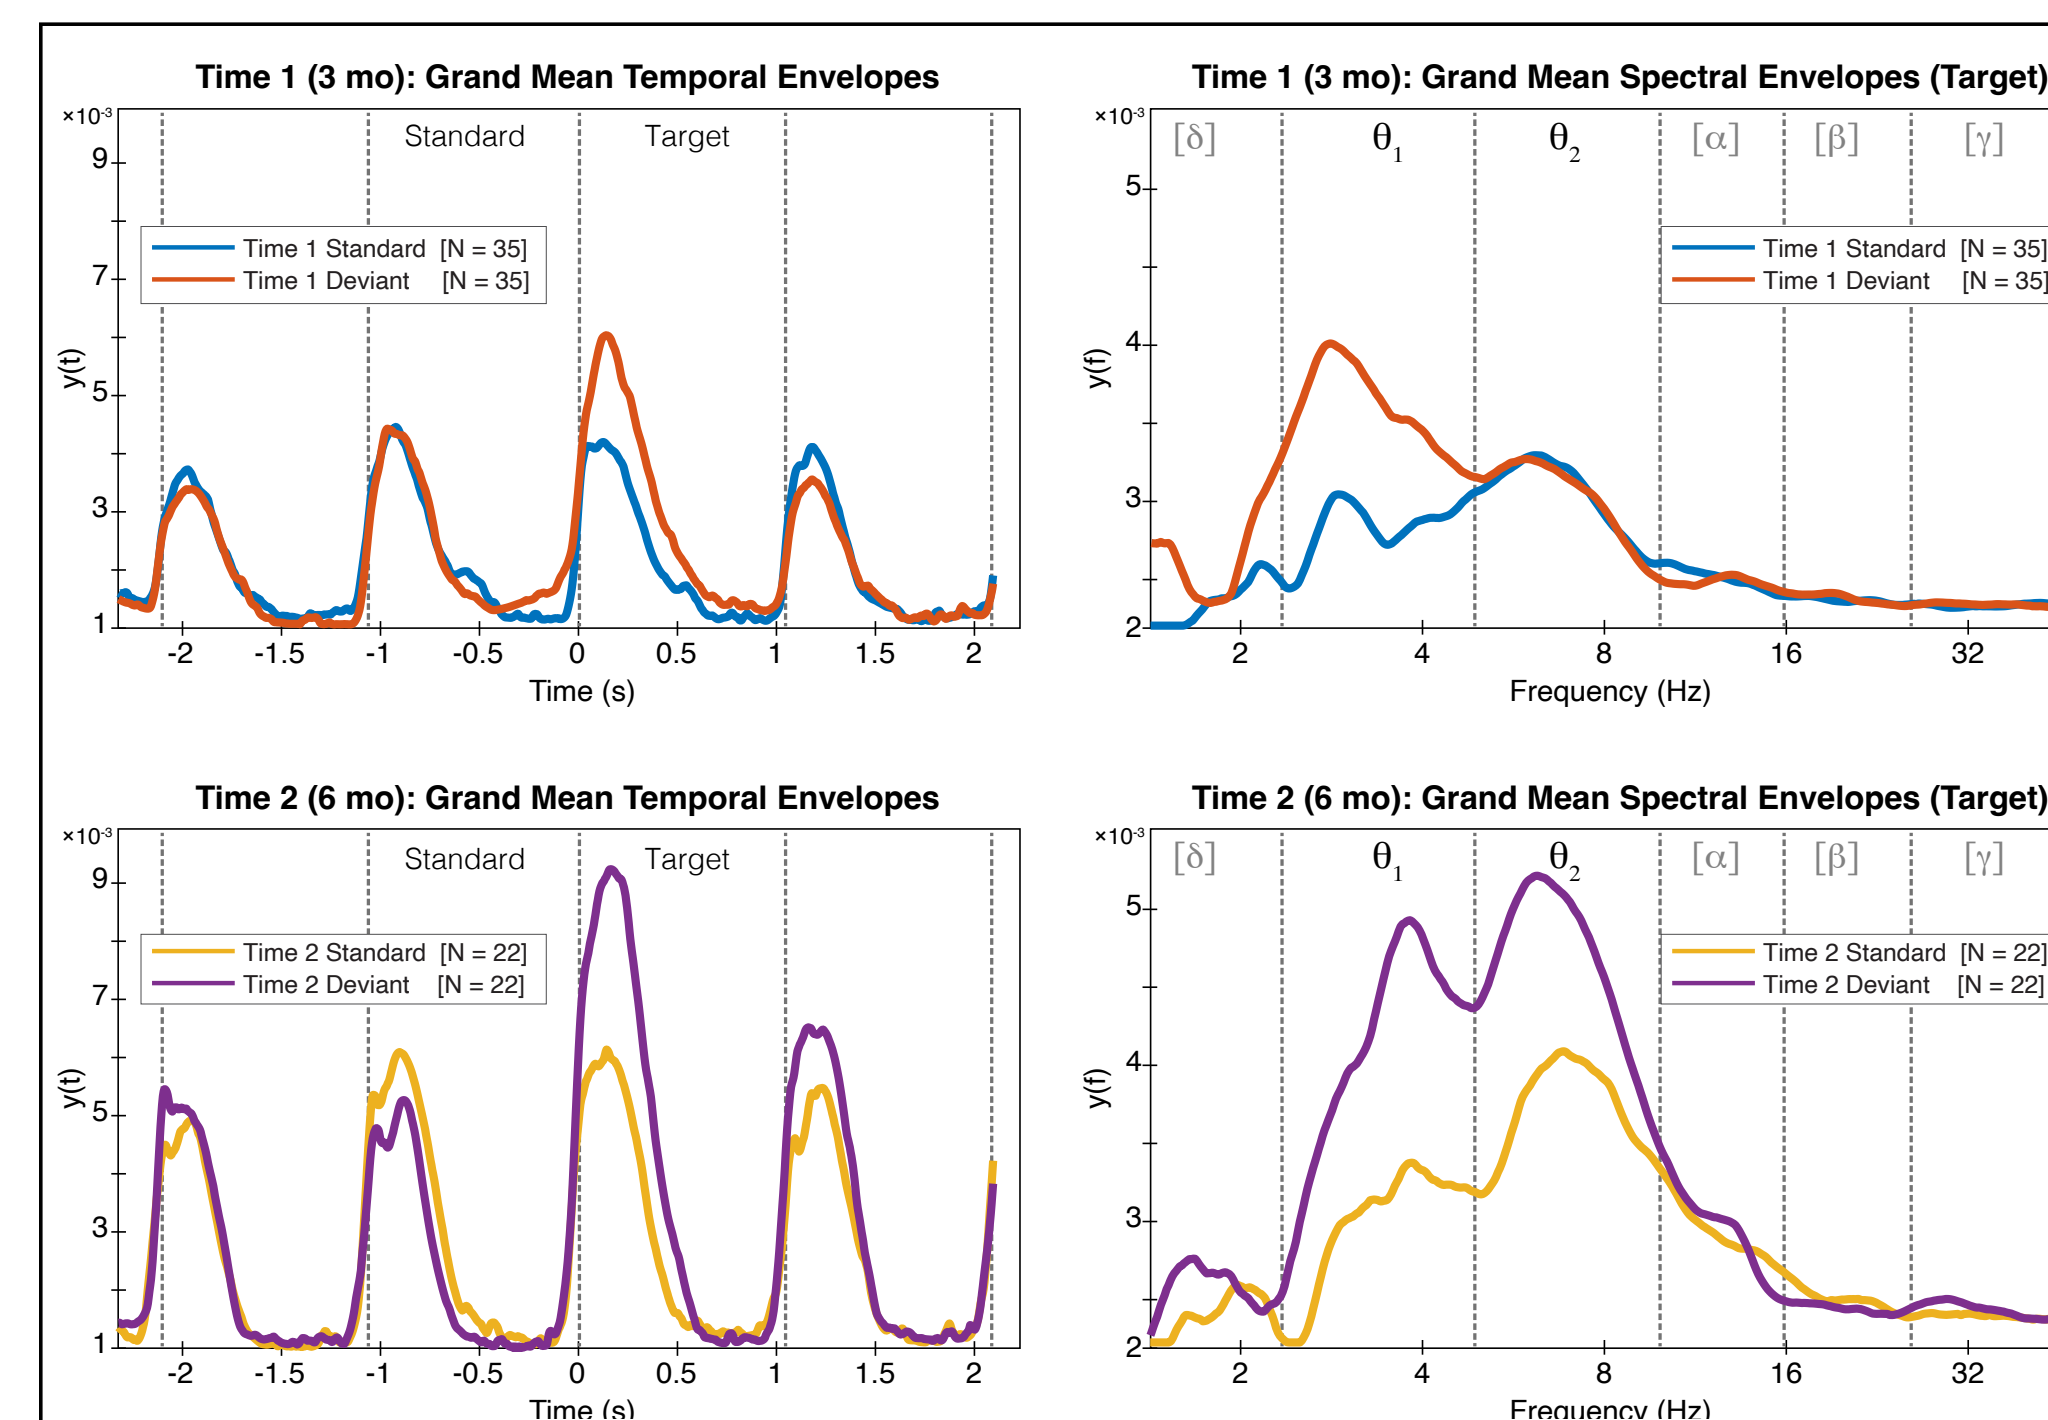 Time 1 (3 mo): Grand Mean Temporal Envelopes
×10-3
Standard
Target
9
7
5
3
1
y(t)
Time 1 Standard [N = 35]
Time 1 Deviant [N = 35]
-2 -1.5 -1 -0.5 0 0.5 1 1.5 2
Time (s)
Time 1 (3 mo): Grand Mean Spectral Envelopes (Target)
×10-3
[δ] θ1 θ2 [α] [β] [γ]
5
4
3
2
y(f)
Time 1 Standard [N = 35]
Time 1 Deviant [N = 35]
2 4 8 16 32
Frequency (Hz)
Time 2 (6 mo): Grand Mean Temporal Envelopes
×10-3
Standard
Target
9
7
5
3
1
y(t)
Time 2 Standard [N = 22]
Time 2 Deviant [N = 22]
-2 -1.5 -1 -0.5 0 0.5 1 1.5 2
Time (s)
Time 2 (6 mo): Grand Mean Spectral Envelopes (Target)
×10-3
[δ] θ1 θ2 [α] [β] [γ]
5
4
3
2
y(f)
Time 2 Standard [N = 22]
Time 2 Deviant [N = 22]
2 4 8 16 32
Frequency (Hz)